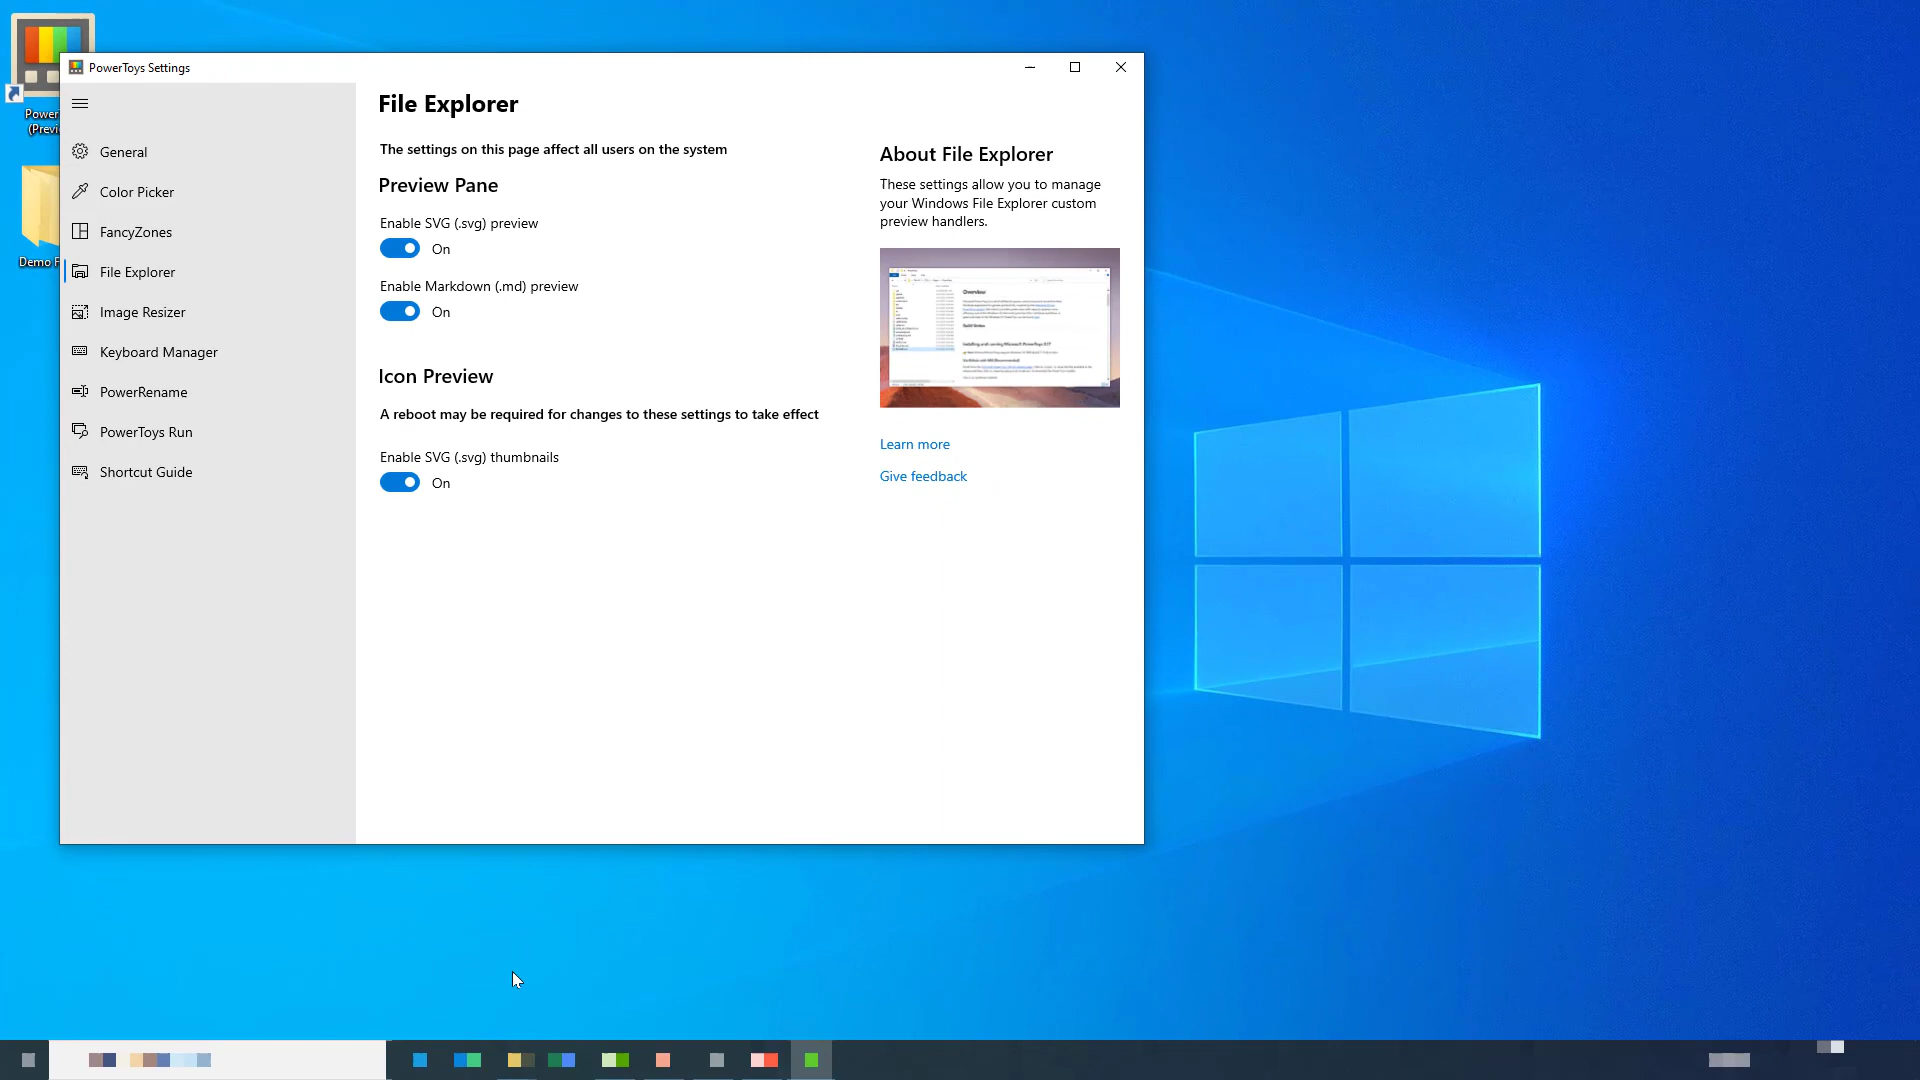 PowerToys Settings
File Explorer
The settings on this page affect all users on the system
Preview Pane
Enable SVG (.svg) preview
On
Enable Markdown (.md) preview
On
Icon Preview
A reboot may be required for changes to these settings to take effect
Enable SVG (.svg) thumbnails
On
About File Explorer
These settings allow you to manage
your Windows File Explorer custom
preview handlers.
Overview
Learn more
Give feedback
General
Color Picker
FancyZones
File Explorer
Image Resizer
Keyboard Manager
PowerRename
PowerToys Run
Shortcut Guide
Power
(Previ
Demo F